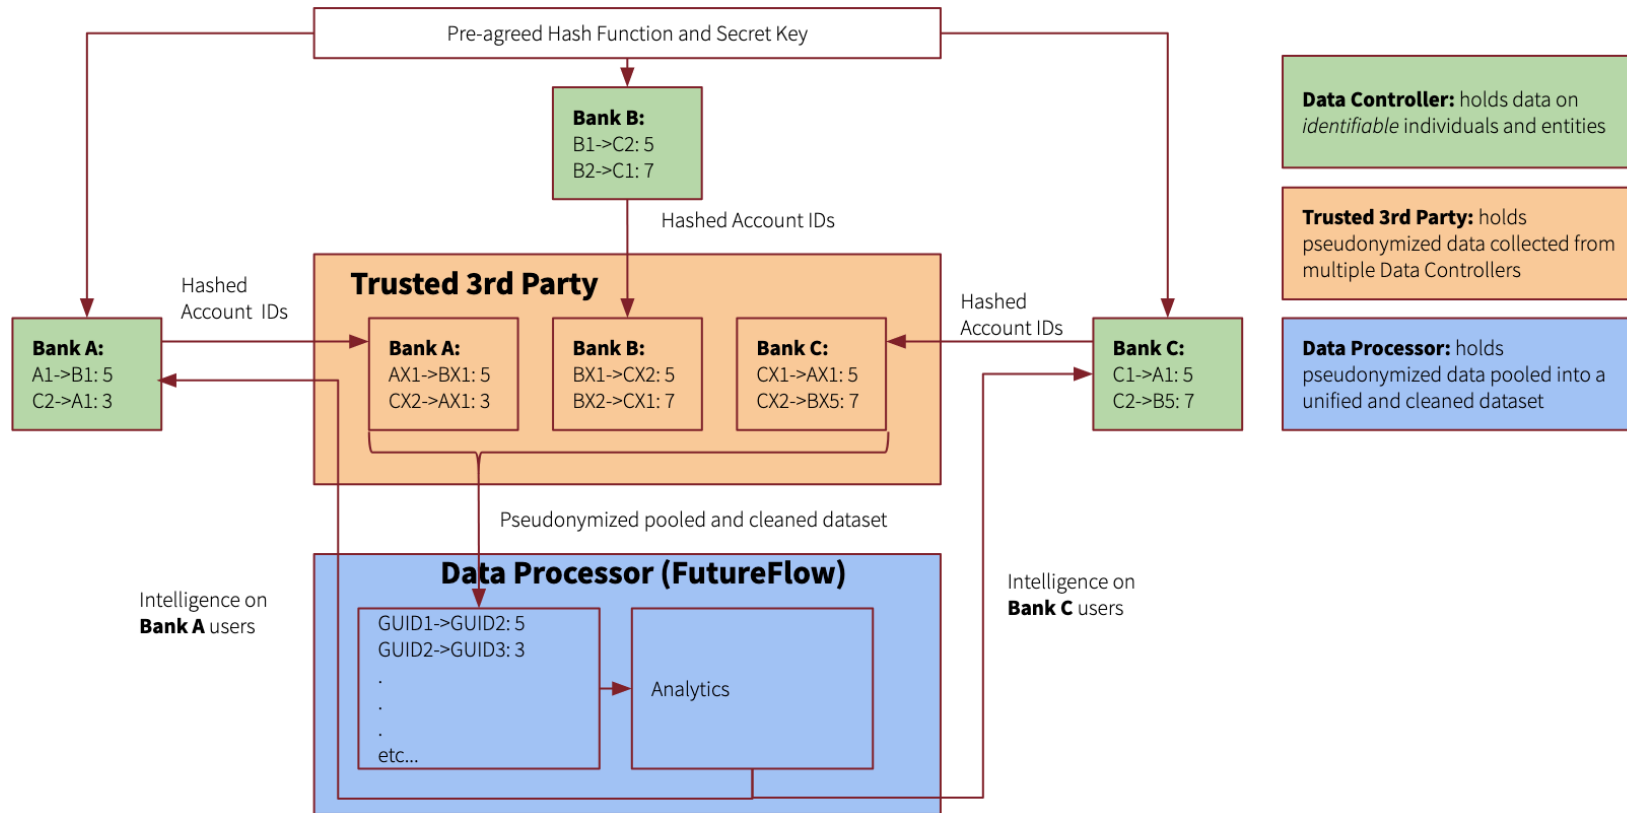 Pre-agreed Hash Function and Secret Key
Bank B:
B1->C2: 5
B2->C1: 7
Hashed Account IDs
Trusted 3rd Party
Hashed
Account IDs
Bank A:
A1->B1: 5
C2->A1: 3
Bank A:
AX1->BX1: 5
CX2->AX1: 3
Bank B:
BX1->CX2: 5
BX2->CX1: 7
Bank C:
CX1->AX1: 5
CX2->BX5: 7
Hashed
Account IDs
Bank C:
C1->A1: 5
C2->B5: 7
Pseudonymized pooled and cleaned dataset
Data Processor (FutureFlow)
GUID1->GUID2: 5
GUID2->GUID3: 3
.
.
.
etc...
Analytics
Intelligence on
Bank A users
Intelligence on
Bank C users
Data Controller: holds data on
identifiable individuals and entities
Trusted 3rd Party: holds
pseudonymized data collected from
multiple Data Controllers
Data Processor: holds
pseudonymized data pooled into a
unified and cleaned dataset